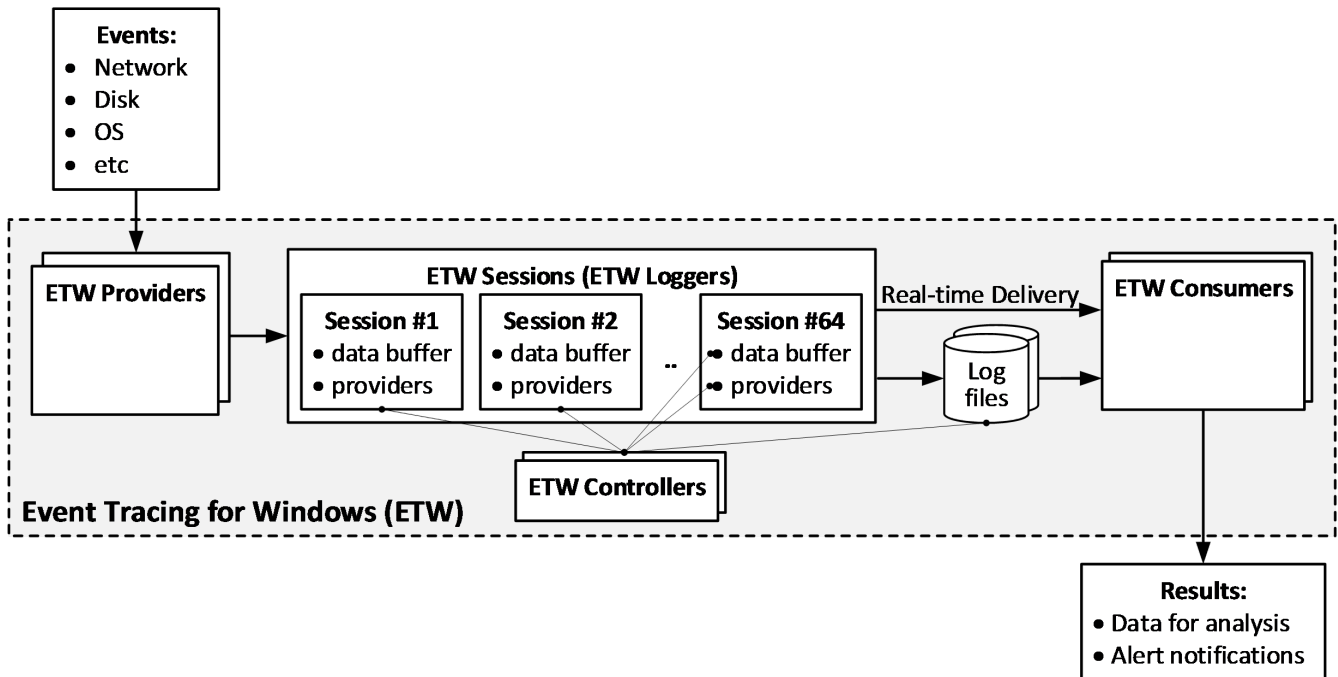 Events:
• Network
• Disk
• OS
• etc
ETW Providers
ETW Sessions (ETW Loggers)
Session #1
• data buffer
• providers
Session #2
• data buffer
• providers
..
Session #64
• data buffer
• providers
Real-time Delivery
Log
files
ETW Consumers
ETW Controllers
Event Tracing for Windows (ETW)
Results:
• Data for analysis
• Alert notifications